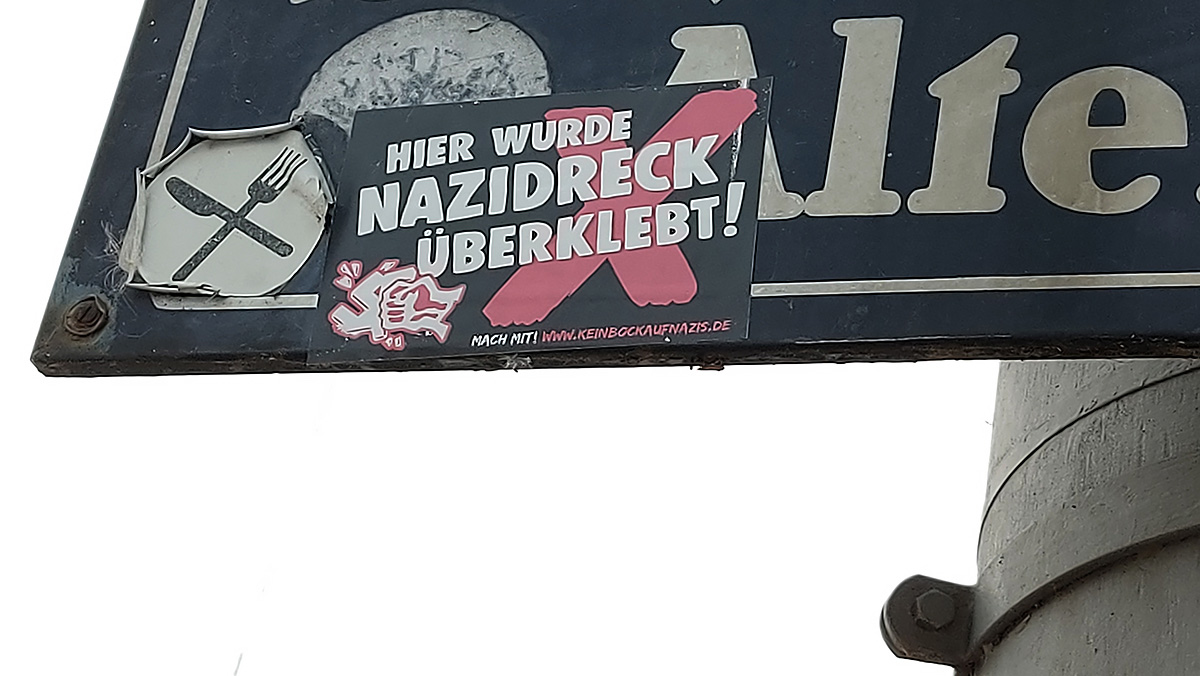 Alte
HIER WURDE
NAZIDRECK
ÜBERKLEBT!
MACH MIT! WWW.KEINBOCKAUFNAZIS.DE